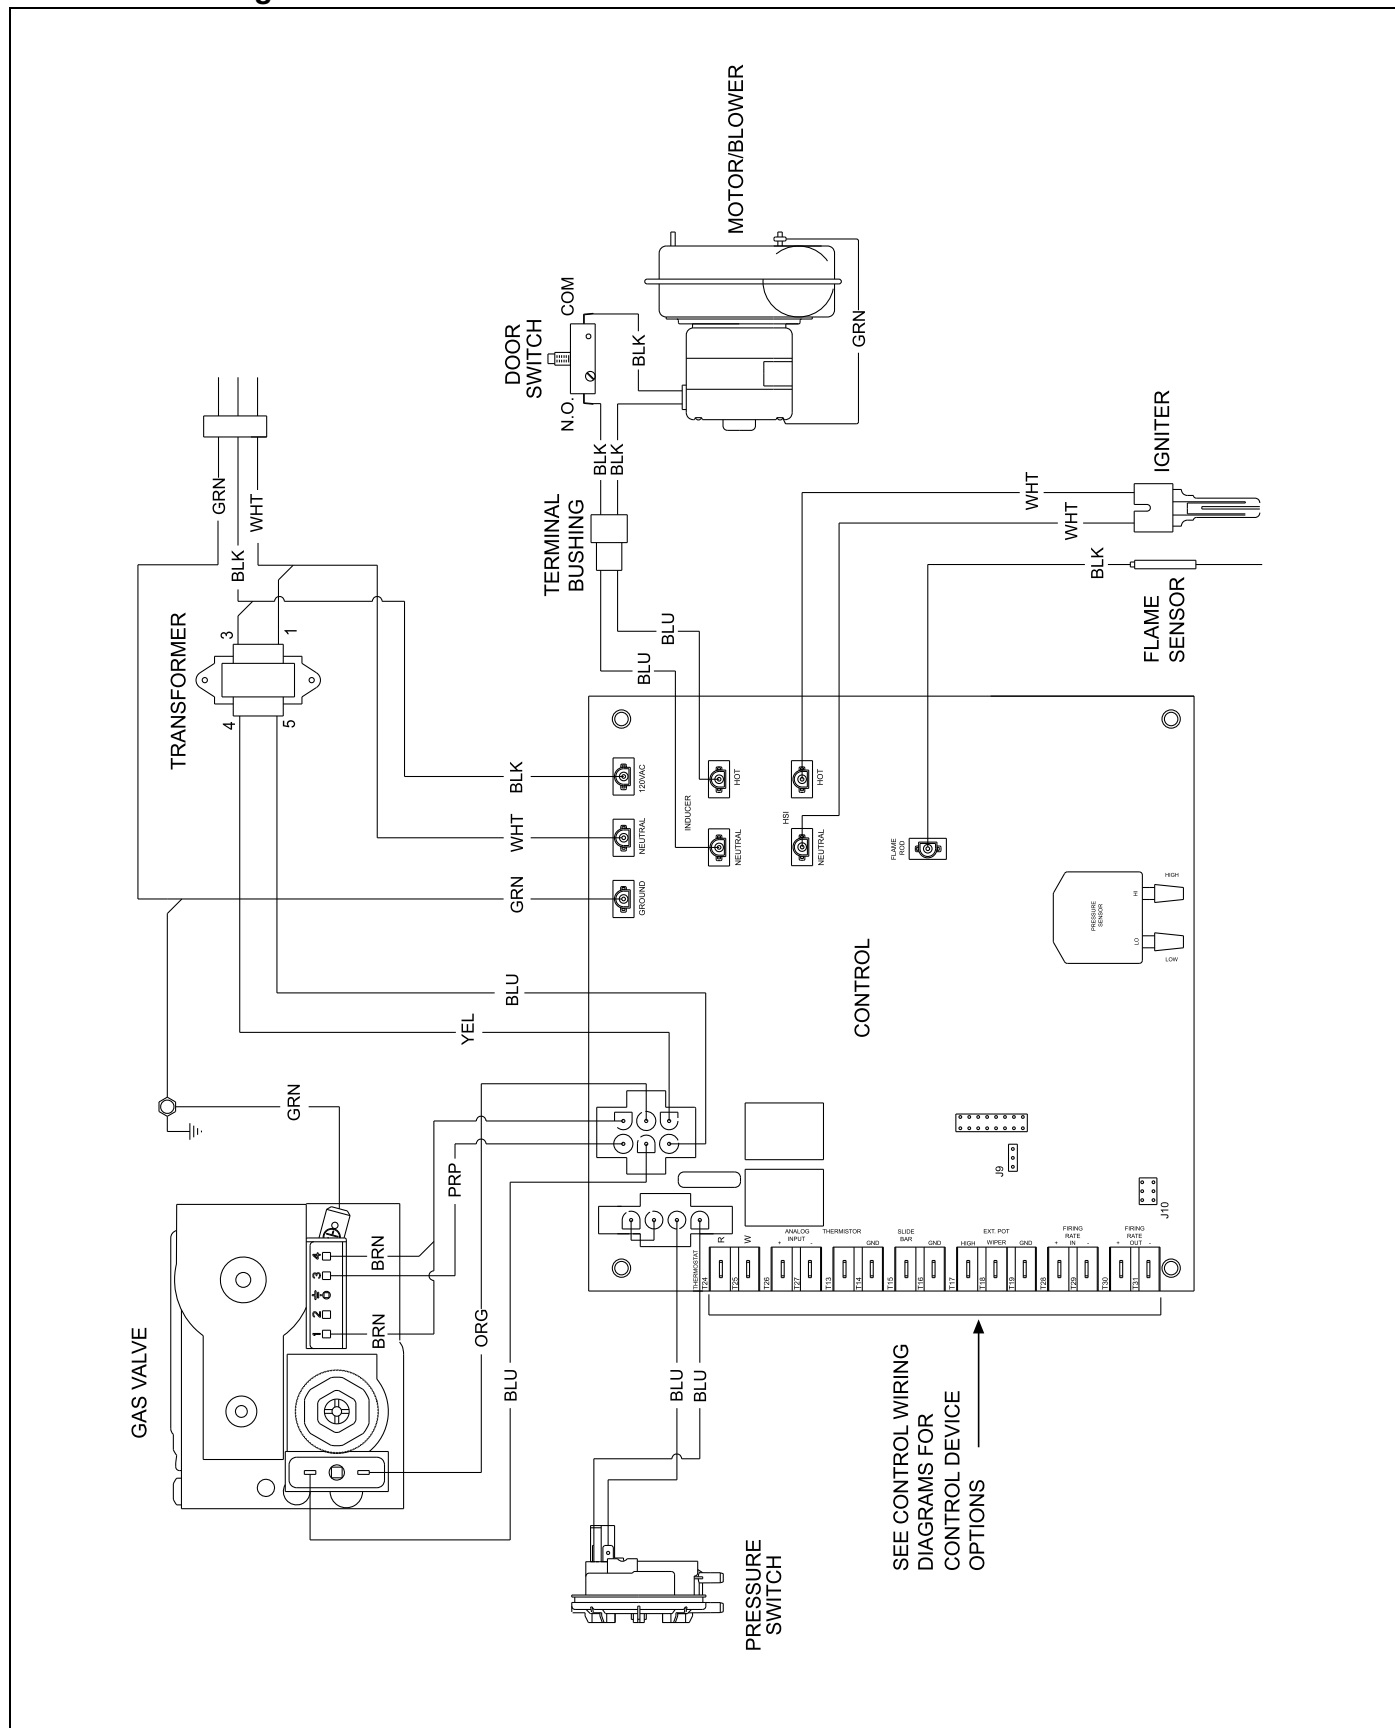 g
MOTOR/BLOWER
COM
DOOR
SWITCH
N.O.
BLK
GRN
BLK
BLK
TERMINAL
BUSHING
BLU
BLU
IGNITER
WHT
WHT
BLK
FLAME
SENSOR
GRN
BLK
WHT
TRANSFORMER
3
1
4
5
BLK
WHT
GRN
BLU
YEL
120VAC
NEUTRAL
GROUND
INDUCER
HOT
NEUTRAL
HSI
HOT
NEUTRAL
FLAME
ROD
PRESSURE
SENSOR
HI
LO
HIGH
LOW
CONTROL
J9
J10
GRN
PRP
BRN
BRN
ORG
BLU
GAS VALVE
4
3
2
1
THERMOSTAT
R
W
ANALOG
INPUT
+
-
THERMISTOR
GND
SLIDE
BAR
GND
EXT. POT
HIGH
WIPER
GND
FIRING
RATE
IN
+
-
FIRING
RATE
OUT
+
-
T24
T25
T26
T27
T13
T14
T15
T16
T17
T18
T19
T28
T29
T30
T31
BLU
BLU
PRESSURE
SWITCH
SEE CONTROL WIRING
DIAGRAMS FOR
CONTROL DEVICE
OPTIONS